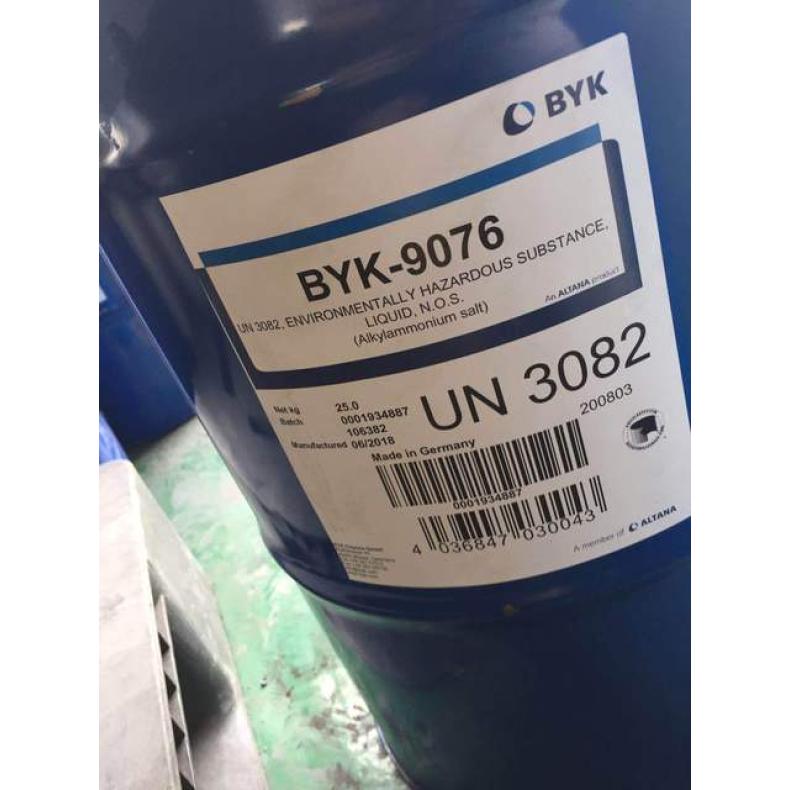 BYK
BYK-9076
UN 3082, ENVIRONMENTALLY HAZARDOUS SUBSTANCE,
LIQUID, N.O.S.
(Alkylammonium salt)
An ALTANA product
Net kg 25.0
Batch 0001934887
106382
Manufactured 06/2018
Made in Germany
UN 3082
200803
0001934887
4 036847 030043
A member of ALTANA